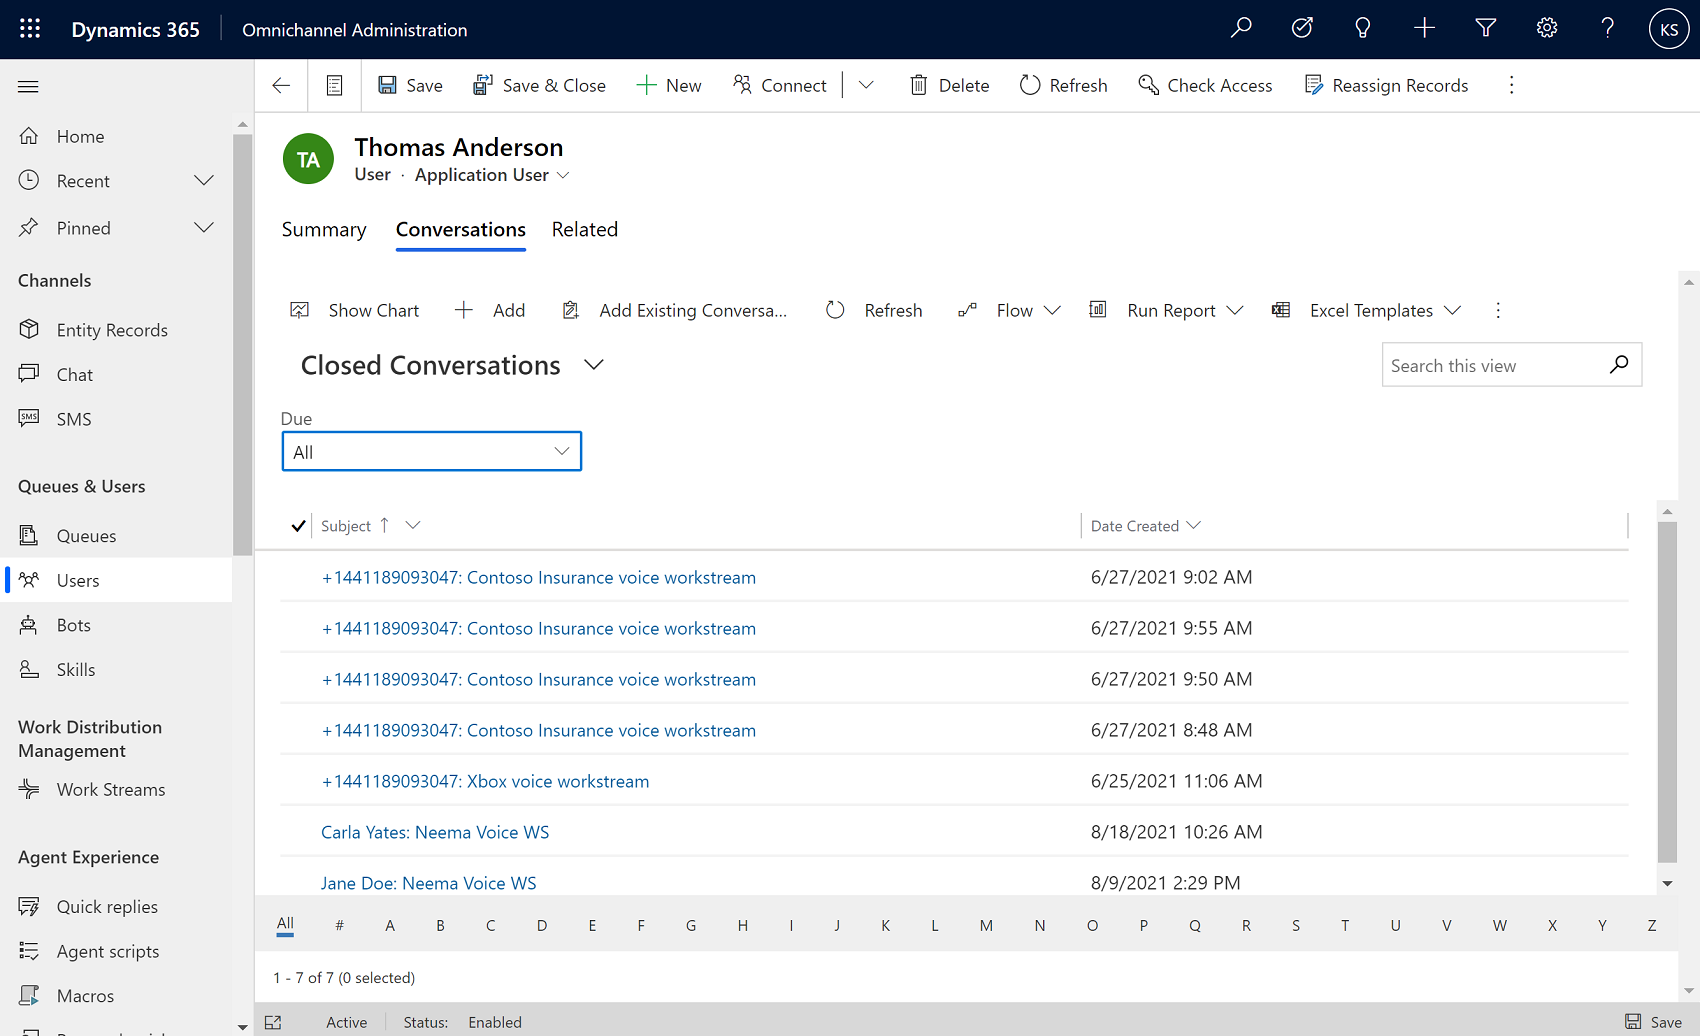 Dynamics 365
Omnichannel Administration
KS
Save
Save & Close
New
Connect
Delete
Refresh
Check Access
Reassign Records
Home
Recent
Pinned
Channels
Entity Records
Chat
SMS
SMS
Queues & Users
Queues
Users
Bots
Skills
Work Distribution
Management
Work Streams
Agent Experience
Quick replies
Agent scripts
Macros
TA
Thomas Anderson
User · Application User
Summary
Conversations
Related
Show Chart
Add
Add Existing Conversa...
Refresh
Flow
Run Report
Excel Templates
Closed Conversations
Search this view
Due
All
Subject
Date Created
+1441189093047: Contoso Insurance voice workstream 6/27/2021 9:02 AM
+1441189093047: Contoso Insurance voice workstream 6/27/2021 9:55 AM
+1441189093047: Contoso Insurance voice workstream 6/27/2021 9:50 AM
+1441189093047: Contoso Insurance voice workstream 6/27/2021 8:48 AM
+1441189093047: Xbox voice workstream 6/25/2021 11:06 AM
Carla Yates: Neema Voice WS 8/18/2021 10:26 AM
Jane Doe: Neema Voice WS 8/9/2021 2:29 PM
All # A B C D E F G H I J K L M N O P Q R S T U V W X Y Z
1 - 7 of 7 (0 selected)
Active
Status: Enabled
Save